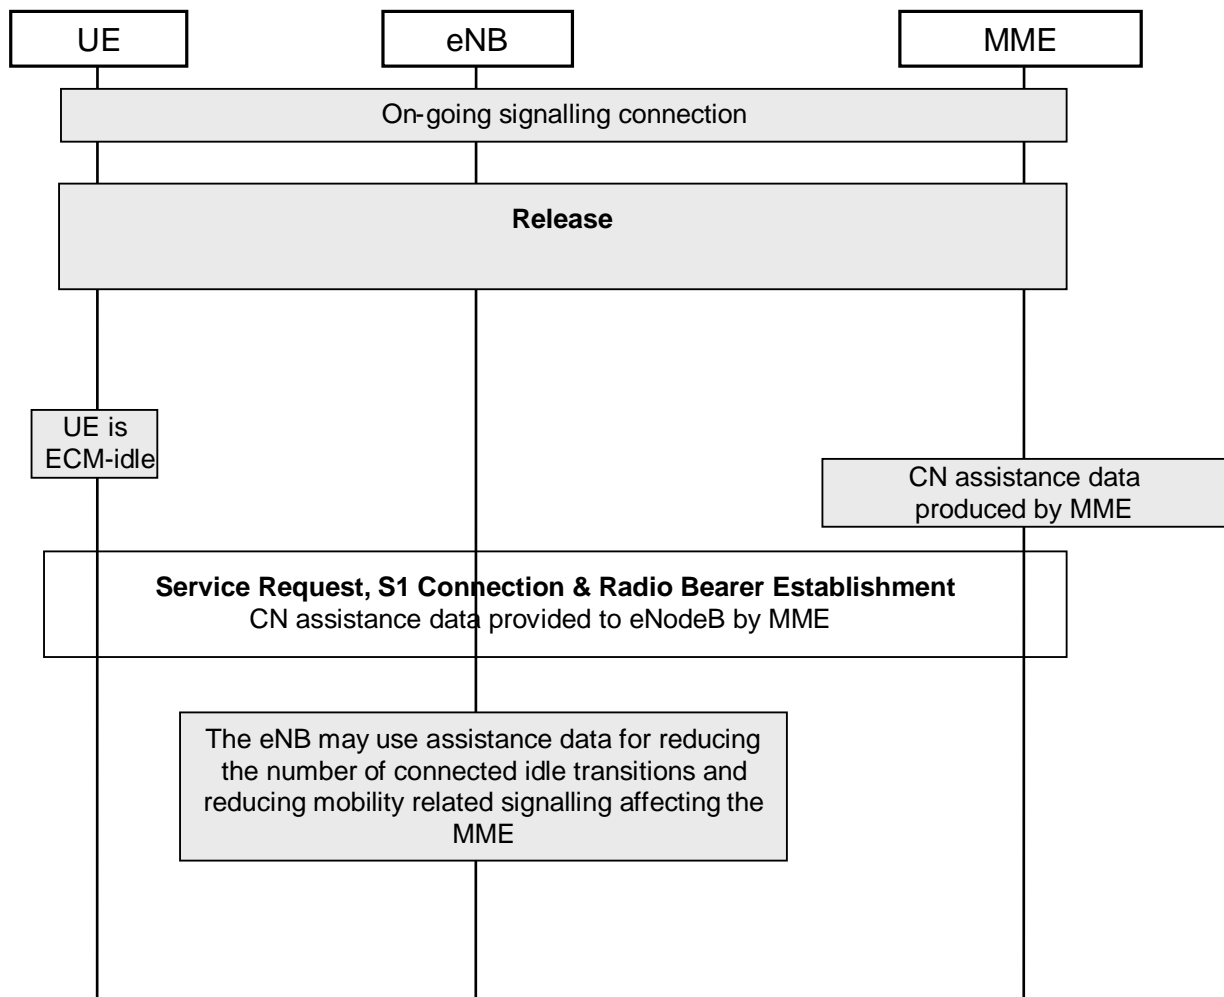 UE
eNB
MME
On-going signalling connection
Release
UE is
ECM-idle
CN assistance data
produced by MME
Service Request, S1 Connection & Radio Bearer Establishment
CN assistance data provided to eNodeB by MME
The eNB may use assistance data for reducing
the number of connected idle transitions and
reducing mobility related signalling affecting the
MME